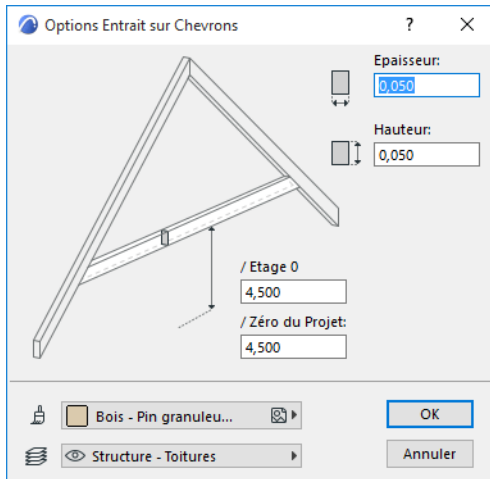 Options Entrait sur Chevrons
?
Epaisseur:
0,050
Hauteur:
0,050
/ Etage 0
4,500
/ Zéro du Projet:
4,500
Bois - Pin granuleu...
OK
Structure - Toitures
Annuler